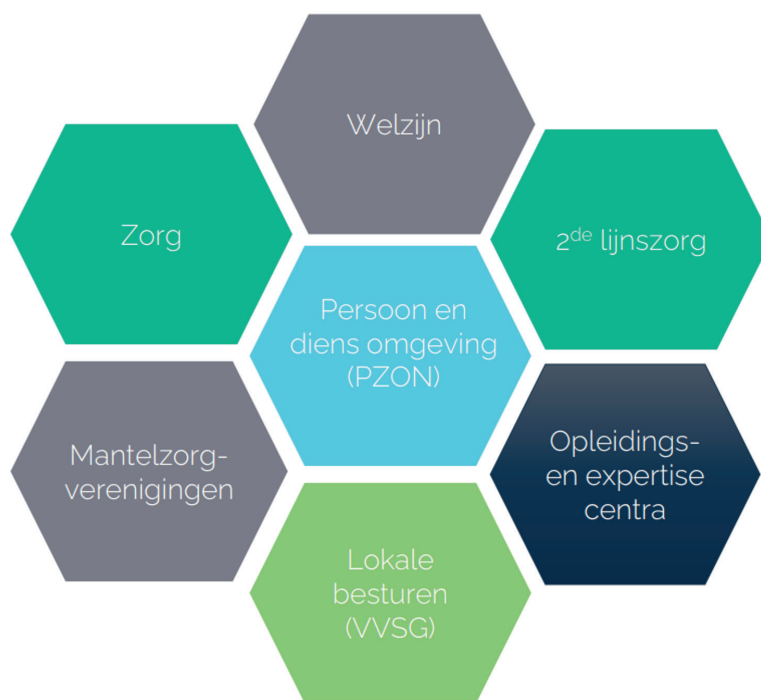 Welzijn
Zorg
2de lijnszorg
Persoon en
diens omgeving
(PZON)
Mantelzorg-
verenigingen
Opleidings-
en expertise
centra
Lokale
besturen
(VVSG)